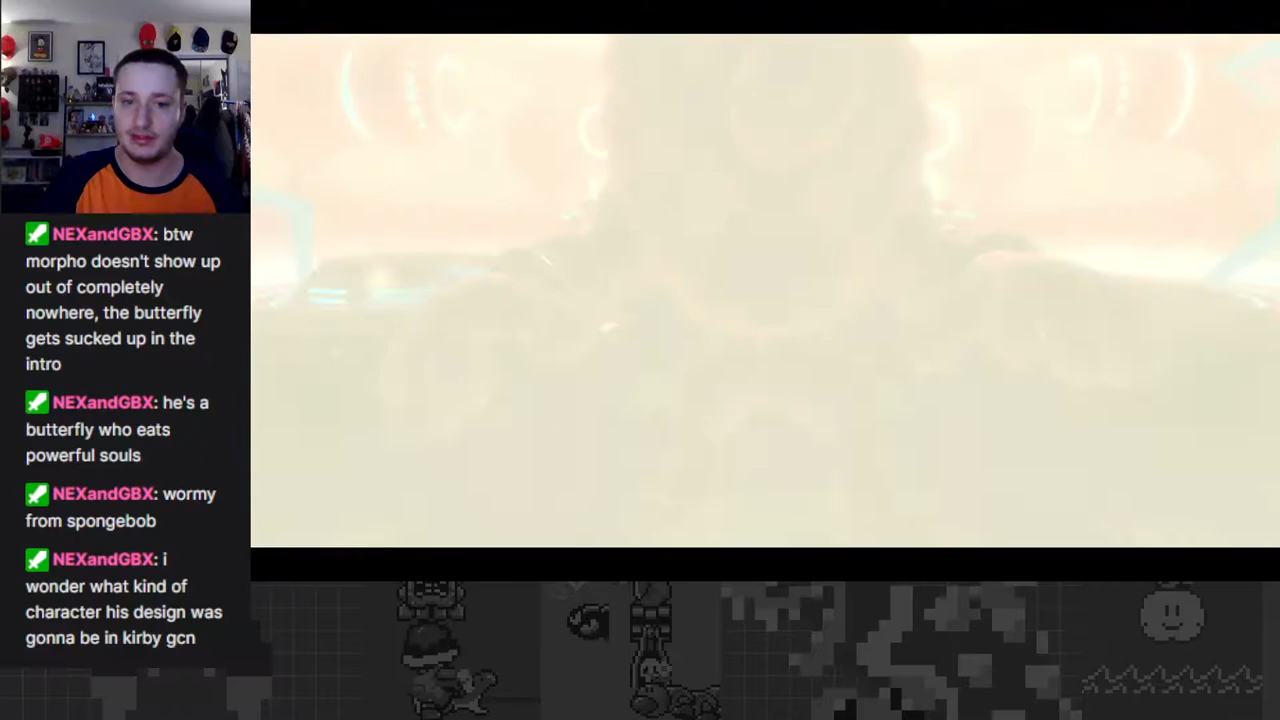 NEXandGBX: btw
morpho doesn't show up
out of completely
nowhere, the butterfly
gets sucked up in the
intro
NEXandGBX: he's a
butterfly who eats
powerful souls
NEXandGBX: wormy
from spongebob
NEXandGBX: i
wonder what kind of
character his design was
gonna be in kirby gcn